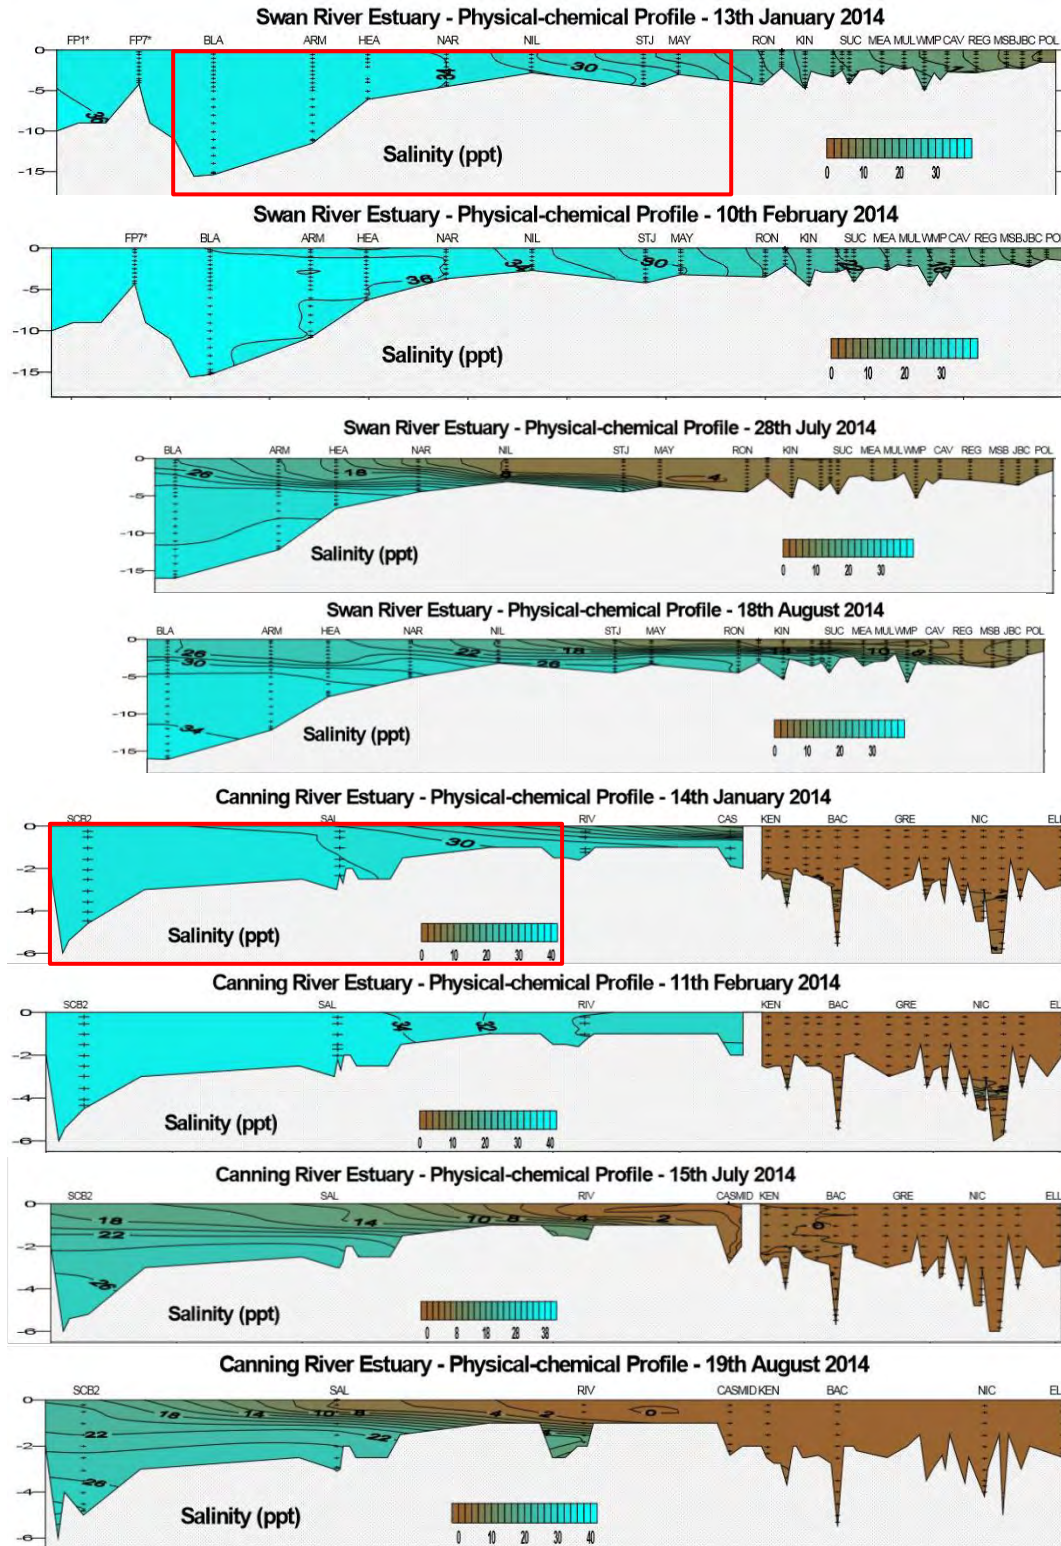 Swan River Estuary - Physical-chemical Profile - 13th January 2014
FP1* FP7* BLA ARM HEA NAR NIL STJ MAY RON KIN SUC MEA MUL WMP CAV REG MSB JBC POL
0
30
-5
-10
Salinity (ppt)
-15
0 10 20 30
Swan River Estuary - Physical-chemical Profile - 10th February 2014
FP7* BLA ARM HEA NAR NIL STJ MAY RON KIN SUC MEA MUL WMP CAV REG MSB JBC PO
0
30
36
-5
-10
Salinity (ppt)
-15
0 10 20 30
Swan River Estuary - Physical-chemical Profile - 28th July 2014
BLA ARM HEA NAR NIL STJ MAY RON KIN SUC MEA MUL WMP CAV REG MSB JBC POL
0
26 18 4
-5
-10
Salinity (ppt)
-15
0 10 20 30
Swan River Estuary - Physical-chemical Profile - 18th August 2014
BLA ARM HEA NAR NIL STJ MAY RON KIN SUC MEA MUL WMP CAV REG MSB JBC POL
0
26 22 18 10
30 26
-5
-10
34
Salinity (ppt)
-15
0 10 20 30
Canning River Estuary - Physical-chemical Profile - 14th January 2014
SCB2 SAL RIV CAS KEN BAC GRE NIC ELL
0
30
-2
-4
Salinity (ppt)
-6
0 10 20 30 40
Canning River Estuary - Physical-chemical Profile - 11th February 2014
SCB2 SAL RIV KEN BAC GRE NIC ELL
0
-2
-4
Salinity (ppt)
-6
0 10 20 30 40
Canning River Estuary - Physical-chemical Profile - 15th July 2014
SCB2 SAL RIV CASMID KEN BAC GRE NIC ELL
0
18 14 10 8 4 2 0
22
-2
26
-4
Salinity (ppt)
-6
0 8 18 28 38
Canning River Estuary - Physical-chemical Profile - 19th August 2014
SCB2 SAL RIV CASMID KEN BAC NIC EL
0
18 14 10 8 4 2 0
22 22
-2
26
-4
Salinity (ppt)
-6
0 10 20 30 40